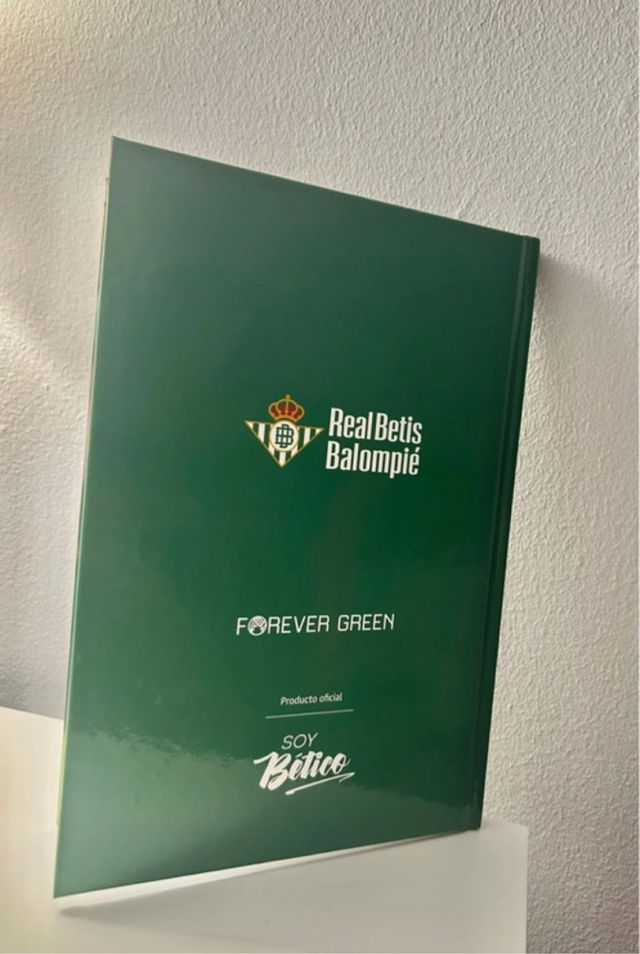 Real Betis
Balompié
FOREVER GREEN
Producto oficial
SOY
Bético